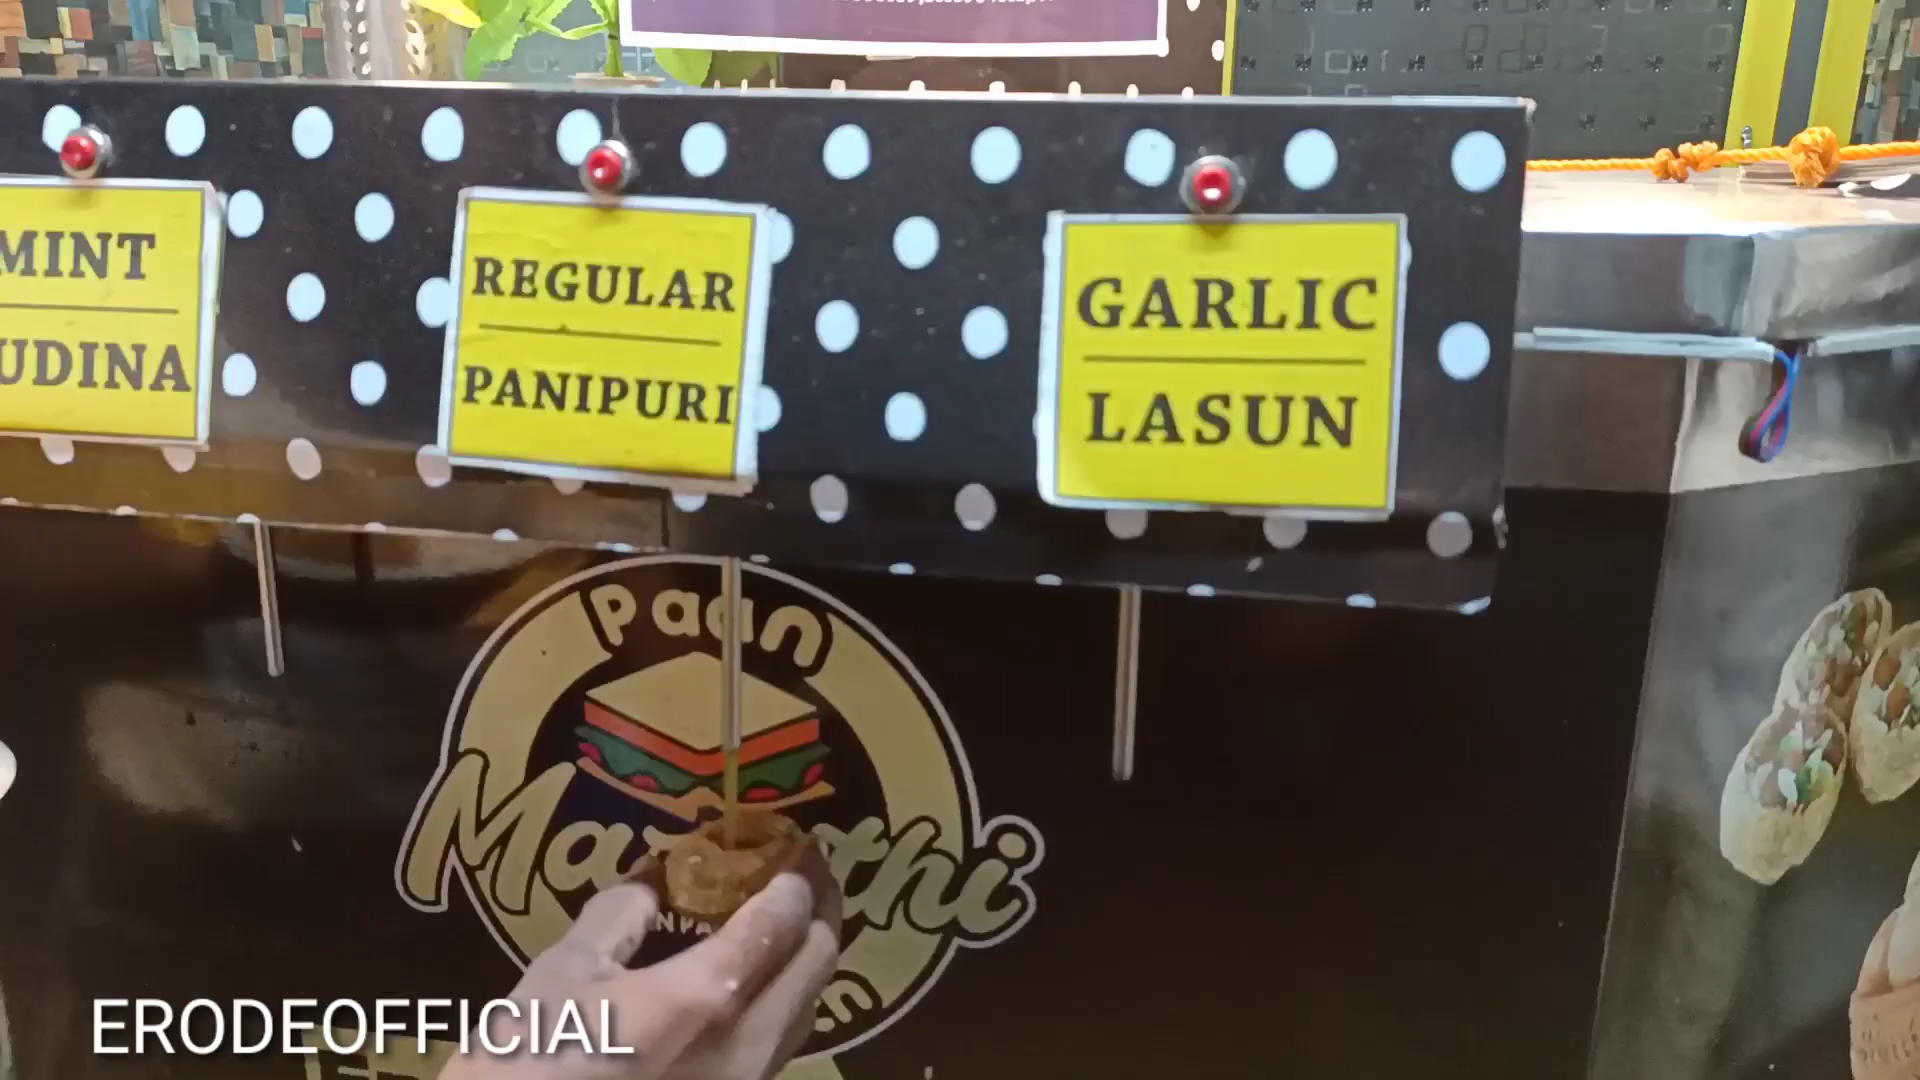 MINT
UDINA
REGULAR
PANIPURI
GARLIC
LASUN
Paan
ERODEOFFICIAL